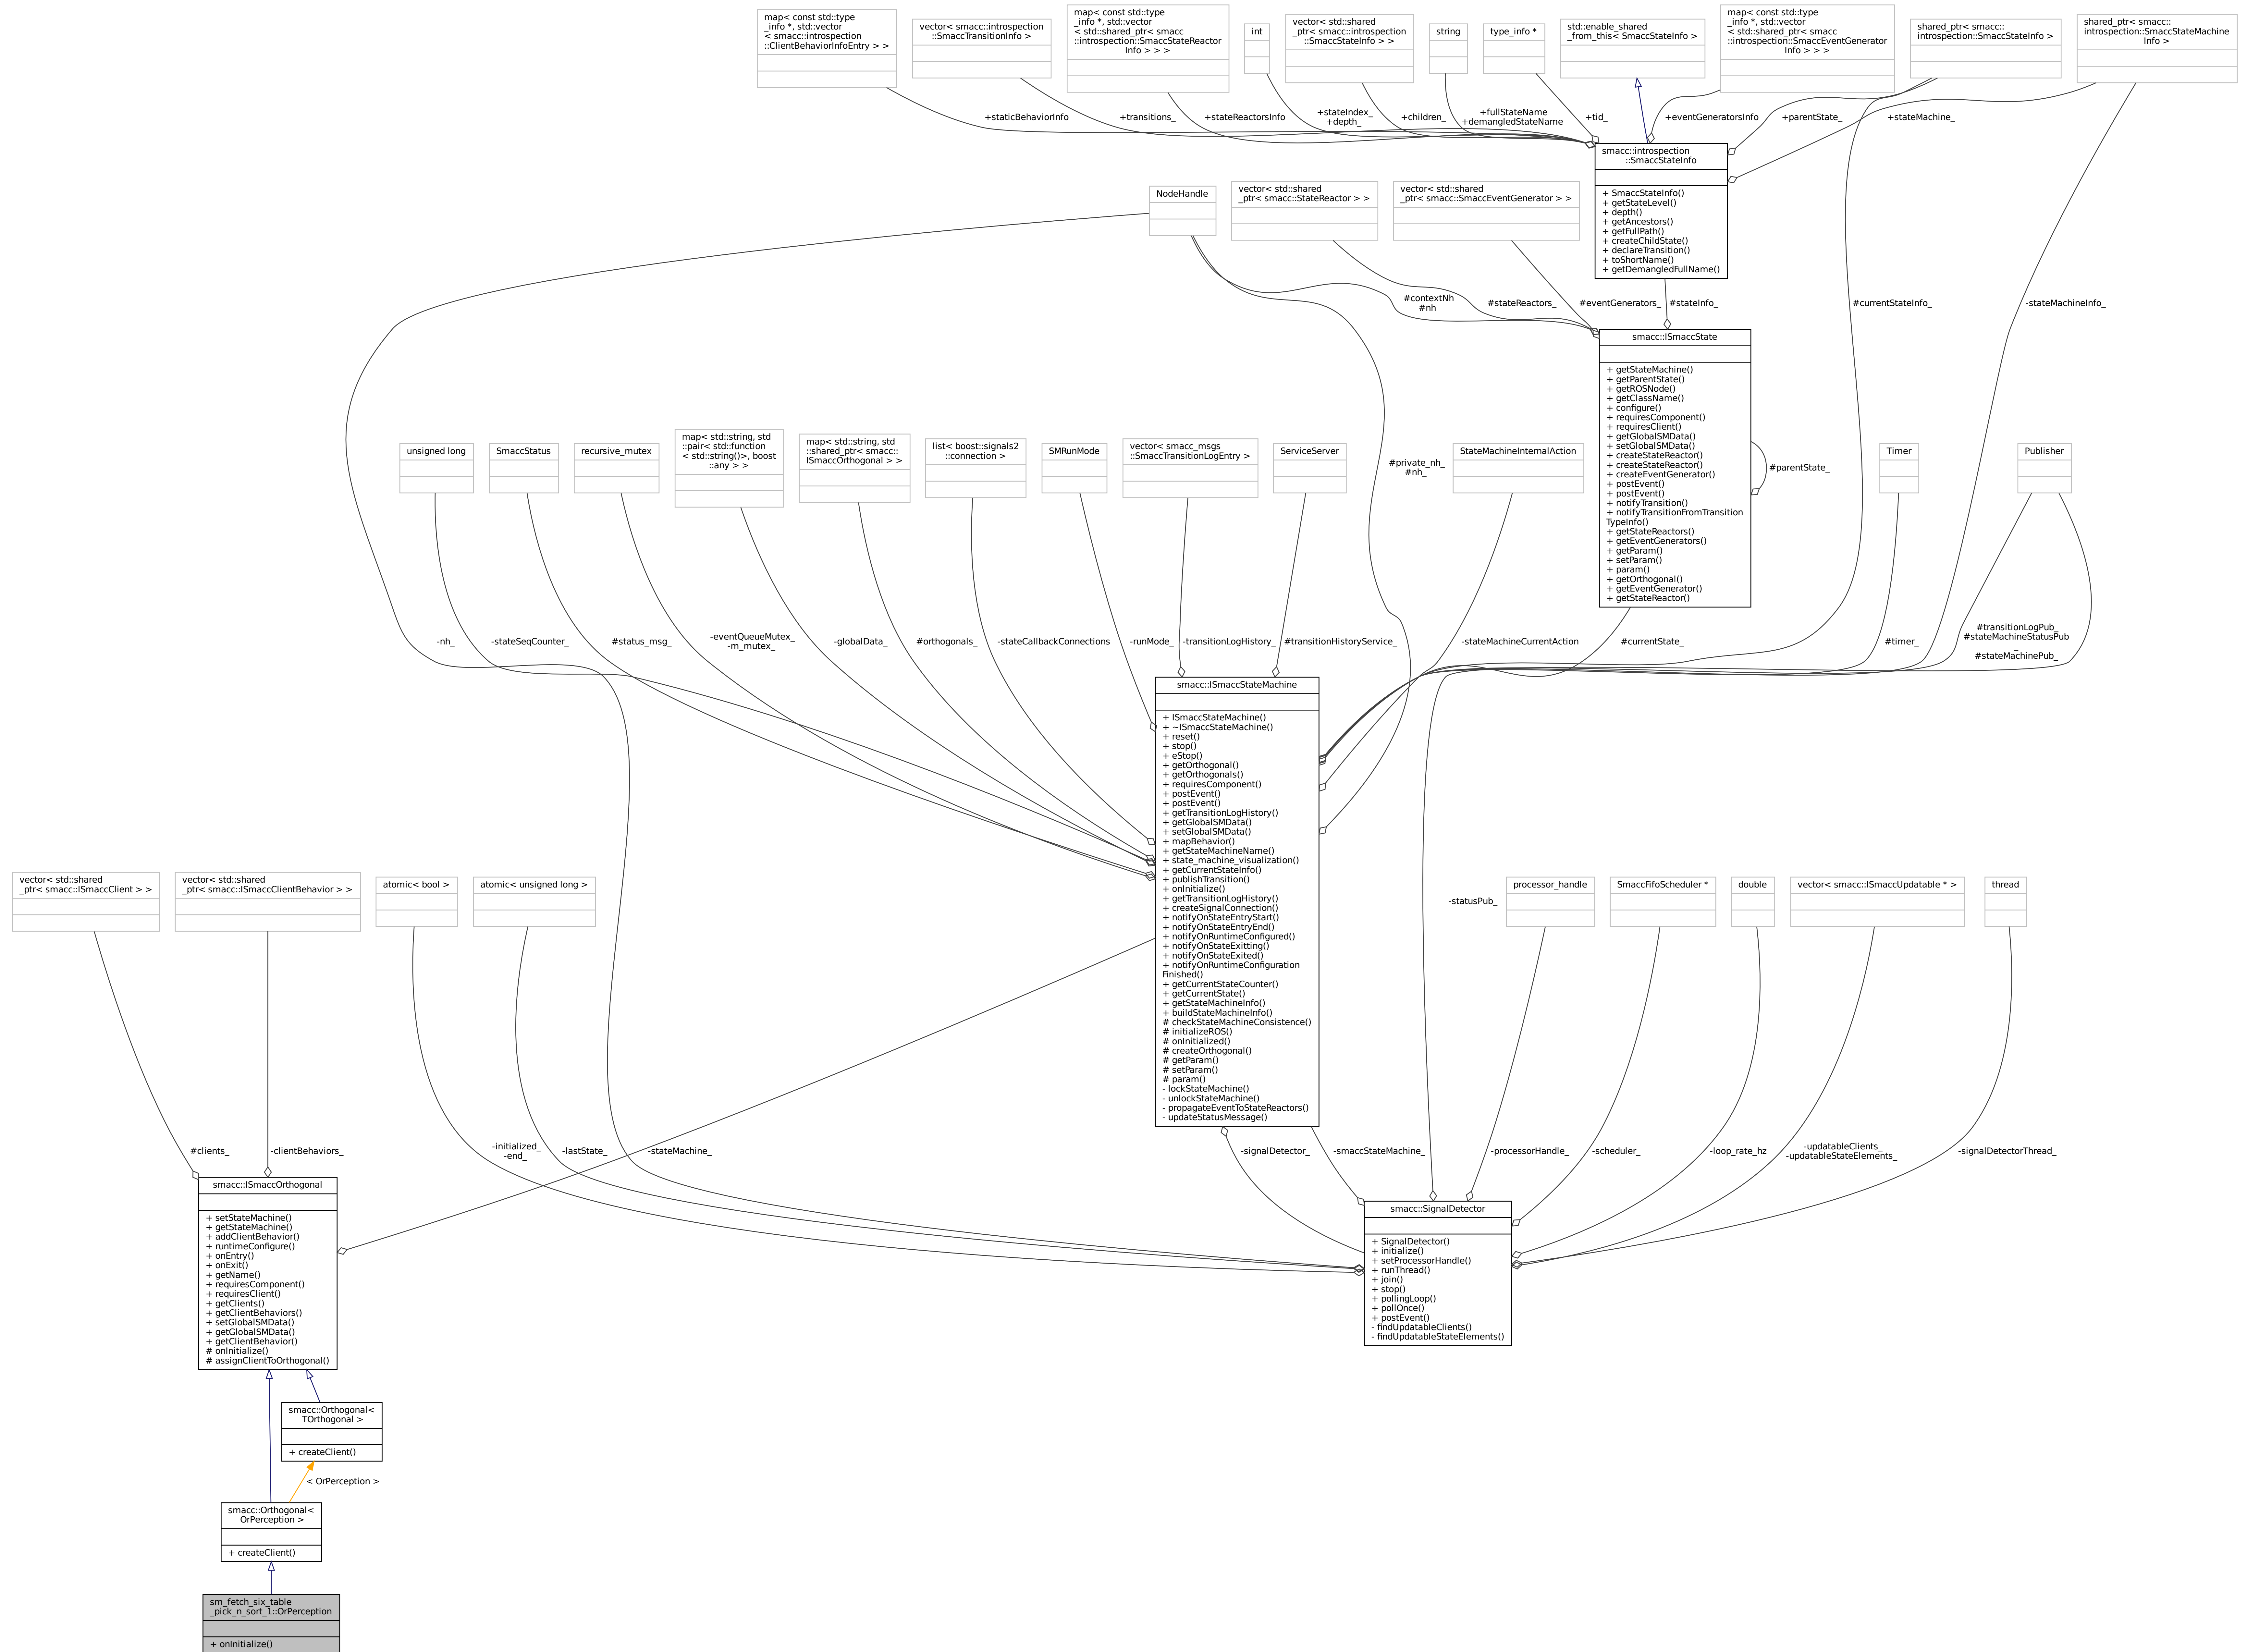 map< const std::type
_info *, std::vector
< smacc::introspection
::ClientBehaviorInfoEntry > >
vector< smacc::introspection
::SmaccTransitionInfo >
map< const std::type
_info *, std::vector
< std::shared_ptr< smacc
::introspection::SmaccStateReactor
Info > > >
int
vector< std::shared
_ptr< smacc::introspection
::SmaccStateInfo > >
string
type_info *
std::enable_shared
_from_this< SmaccStateInfo >
map< const std::type
_info *, std::vector
< std::shared_ptr< smacc
::introspection::SmaccEventGenerator
Info > > >
shared_ptr< smacc::
introspection::SmaccStateInfo >
shared_ptr< smacc::
introspection::SmaccStateMachine
Info >
+staticBehaviorInfo
+transitions_
+stateReactorsInfo
+stateIndex_
+depth_
+children_
+fullStateName
+demangledStateName
+tid_
+eventGeneratorsInfo
+parentState_
+stateMachine_
smacc::introspection
::SmaccStateInfo
+ SmaccStateInfo()
+ getStateLevel()
+ depth()
+ getAncestors()
+ getFullPath()
+ createChildState()
+ declareTransition()
+ toShortName()
+ getDemangledFullName()
NodeHandle
vector< std::shared
_ptr< smacc::StateReactor > >
vector< std::shared
_ptr< smacc::SmaccEventGenerator > >
#contextNh
#nh
#stateReactors_
#eventGenerators_
#stateInfo_
#currentStateInfo_
-stateMachineInfo_
smacc::ISmaccState
+ getStateMachine()
+ getParentState()
+ getROSNode()
+ getClassName()
+ configure()
+ requiresComponent()
+ requiresClient()
+ getGlobalSMData()
+ setGlobalSMData()
+ createStateReactor()
+ createStateReactor()
+ createEventGenerator()
+ postEvent()
+ postEvent()
+ notifyTransition()
+ notifyTransitionFromTransition
TypeInfo()
+ getStateReactors()
+ getEventGenerators()
+ getParam()
+ setParam()
+ param()
+ getOrthogonal()
+ getEventGenerator()
+ getStateReactor()
#parentState_
unsigned long
SmaccStatus
recursive_mutex
map< std::string, std
::pair< std::function
< std::string()>, boost
::any > >
map< std::string, std
::shared_ptr< smacc::
ISmaccOrthogonal > >
list< boost::signals2
::connection >
SMRunMode
vector< smacc_msgs
::SmaccTransitionLogEntry >
ServiceServer
#private_nh_
#nh_
StateMachineInternalAction
Timer
Publisher
-nh_
-stateSeqCounter_
#status_msg_
-eventQueueMutex_
-m_mutex_
-globalData_
#orthogonals_
-stateCallbackConnections
-runMode_
-transitionLogHistory_
#transitionHistoryService_
-stateMachineCurrentAction
#currentState_
#timer_
#transitionLogPub_
#stateMachineStatusPub
_
#stateMachinePub_
smacc::ISmaccStateMachine
+ ISmaccStateMachine()
+ ~ISmaccStateMachine()
+ reset()
+ stop()
+ eStop()
+ getOrthogonal()
+ getOrthogonals()
+ requiresComponent()
+ postEvent()
+ postEvent()
+ getTransitionLogHistory()
+ getGlobalSMData()
+ setGlobalSMData()
+ mapBehavior()
+ getStateMachineName()
+ state_machine_visualization()
+ getCurrentStateInfo()
+ publishTransition()
+ onInitialize()
+ getTransitionLogHistory()
+ createSignalConnection()
+ notifyOnStateEntryStart()
+ notifyOnStateEntryEnd()
+ notifyOnRuntimeConfigured()
+ notifyOnStateExitting()
+ notifyOnStateExited()
+ notifyOnRuntimeConfiguration
Finished()
+ getCurrentStateCounter()
+ getCurrentState()
+ getStateMachineInfo()
+ buildStateMachineInfo()
# checkStateMachineConsistence()
# initializeROS()
# onInitialized()
# createOrthogonal()
# getParam()
# setParam()
# param()
- lockStateMachine()
- unlockStateMachine()
- propagateEventToStateReactors()
- updateStatusMessage()
vector< std::shared
_ptr< smacc::ISmaccClient > >
vector< std::shared
_ptr< smacc::ISmaccClientBehavior > >
atomic< bool >
atomic< unsigned long >
-statusPub_
processor_handle
SmaccFifoScheduler *
double
vector< smacc::ISmaccUpdatable * >
thread
#clients_
-clientBehaviors_
-initialized_
-end_
-lastState_
-stateMachine_
-signalDetector_
-smaccStateMachine_
-processorHandle_
-scheduler_
-loop_rate_hz
-updatableClients_
-updatableStateElements_
-signalDetectorThread_
smacc::ISmaccOrthogonal
+ setStateMachine()
+ getStateMachine()
+ addClientBehavior()
+ runtimeConfigure()
+ onEntry()
+ onExit()
+ getName()
+ requiresComponent()
+ requiresClient()
+ getClients()
+ getClientBehaviors()
+ setGlobalSMData()
+ getGlobalSMData()
+ getClientBehavior()
# onInitialize()
# assignClientToOrthogonal()
smacc::SignalDetector
+ SignalDetector()
+ initialize()
+ setProcessorHandle()
+ runThread()
+ join()
+ stop()
+ pollingLoop()
+ pollOnce()
+ postEvent()
- findUpdatableClients()
- findUpdatableStateElements()
smacc::Orthogonal<
TOrthogonal >
+ createClient()
< OrPerception >
smacc::Orthogonal<
OrPerception >
+ createClient()
sm_fetch_six_table
_pick_n_sort_1::OrPerception
+ onInitialize()